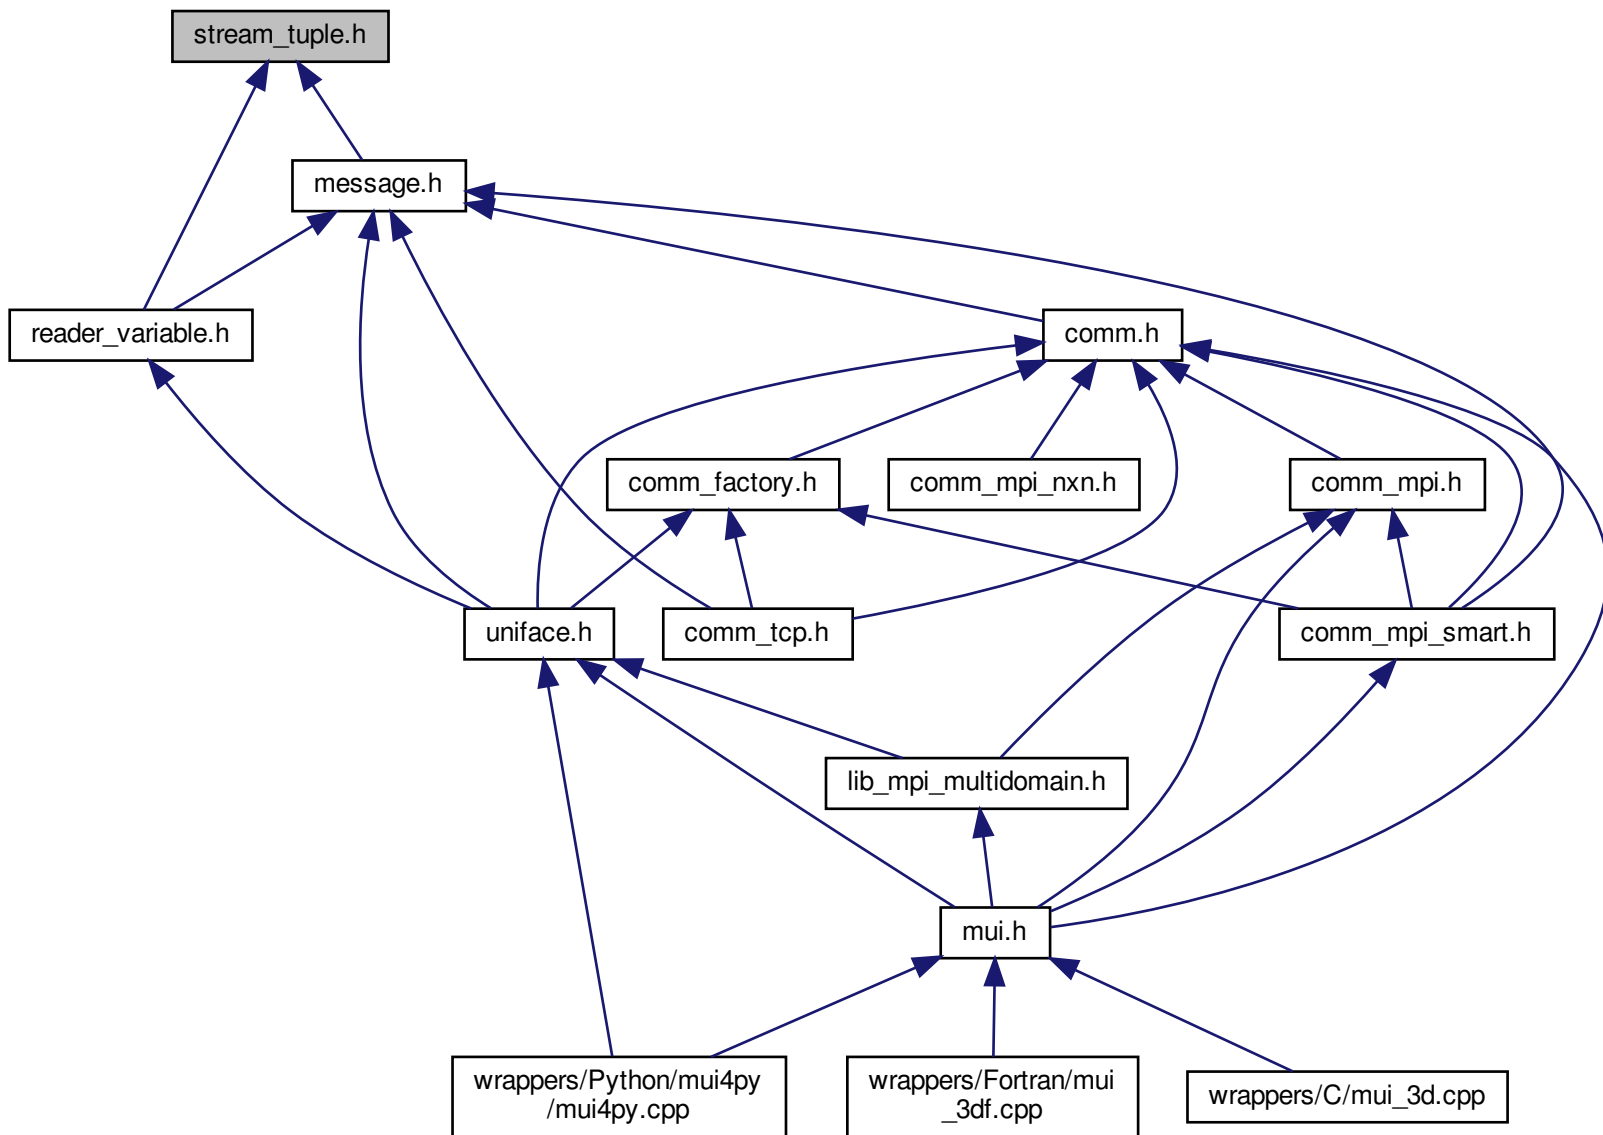 stream_tuple.h
message.h
reader_variable.h
comm.h
comm_factory.h
comm_mpi_nxn.h
comm_mpi.h
uniface.h
comm_tcp.h
comm_mpi_smart.h
lib_mpi_multidomain.h
mui.h
wrappers/Python/mui4py
/mui4py.cpp
wrappers/Fortran/mui
_3df.cpp
wrappers/C/mui_3d.cpp